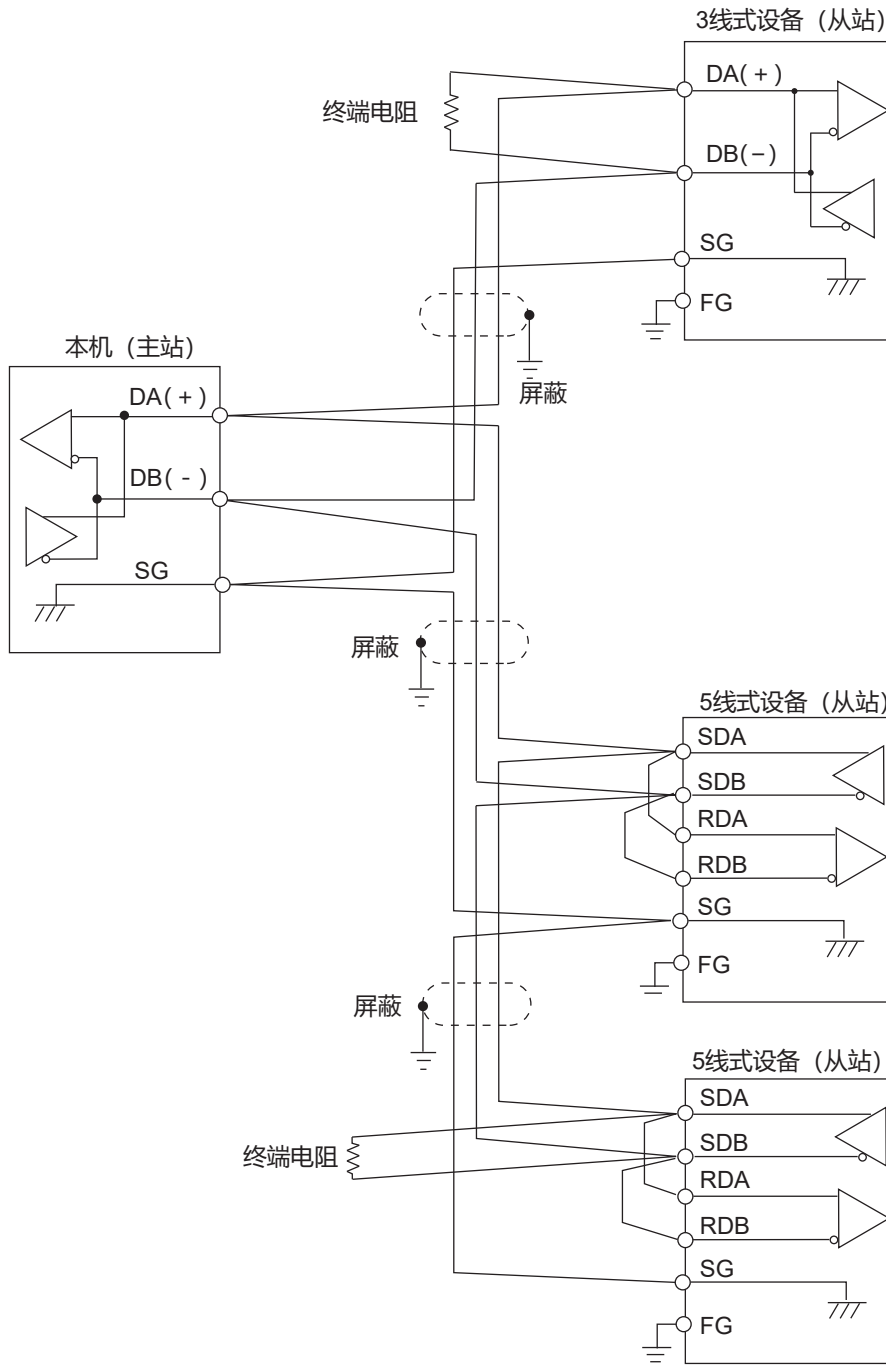 3线式设备 (从站)
DA( + )
终端电阻
DB( − )
SG
FG
屏蔽
本机 (主站)
DA( + )
DB( - )
SG
屏蔽
5线式设备 (从站)
SDA
SDB
RDA
RDB
SG
FG
屏蔽
5线式设备 (从站)
SDA
SDB
终端电阻
RDA
RDB
SG
FG